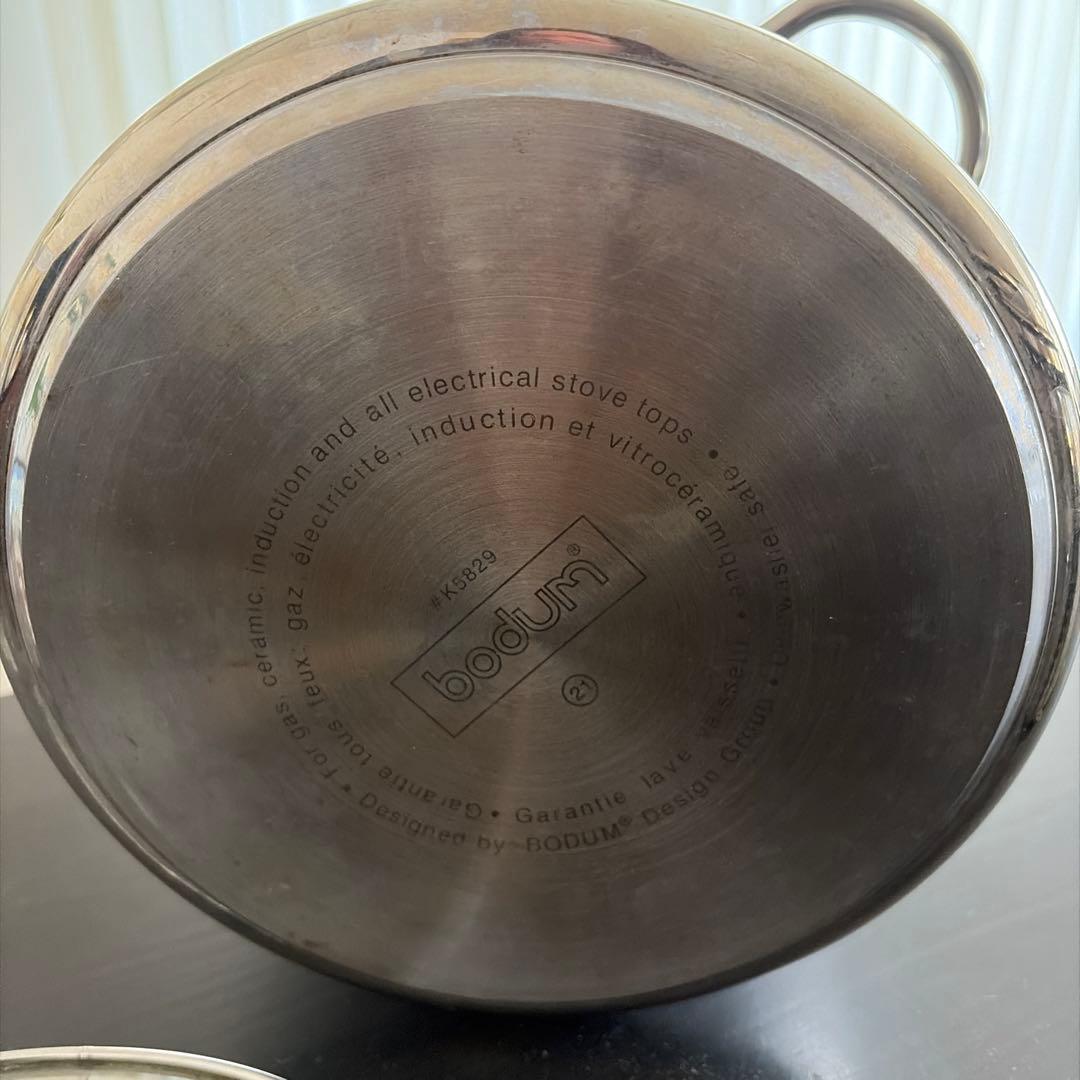 For gas, ceramic, induction and all electrical stove tops •
safe •
Designed by BODUM® Design Group •
Garantie tous feux: gaz, électricité, induction et vitrocéramique •
Garantie lave vaisselle •
#K5829
bodum®
21